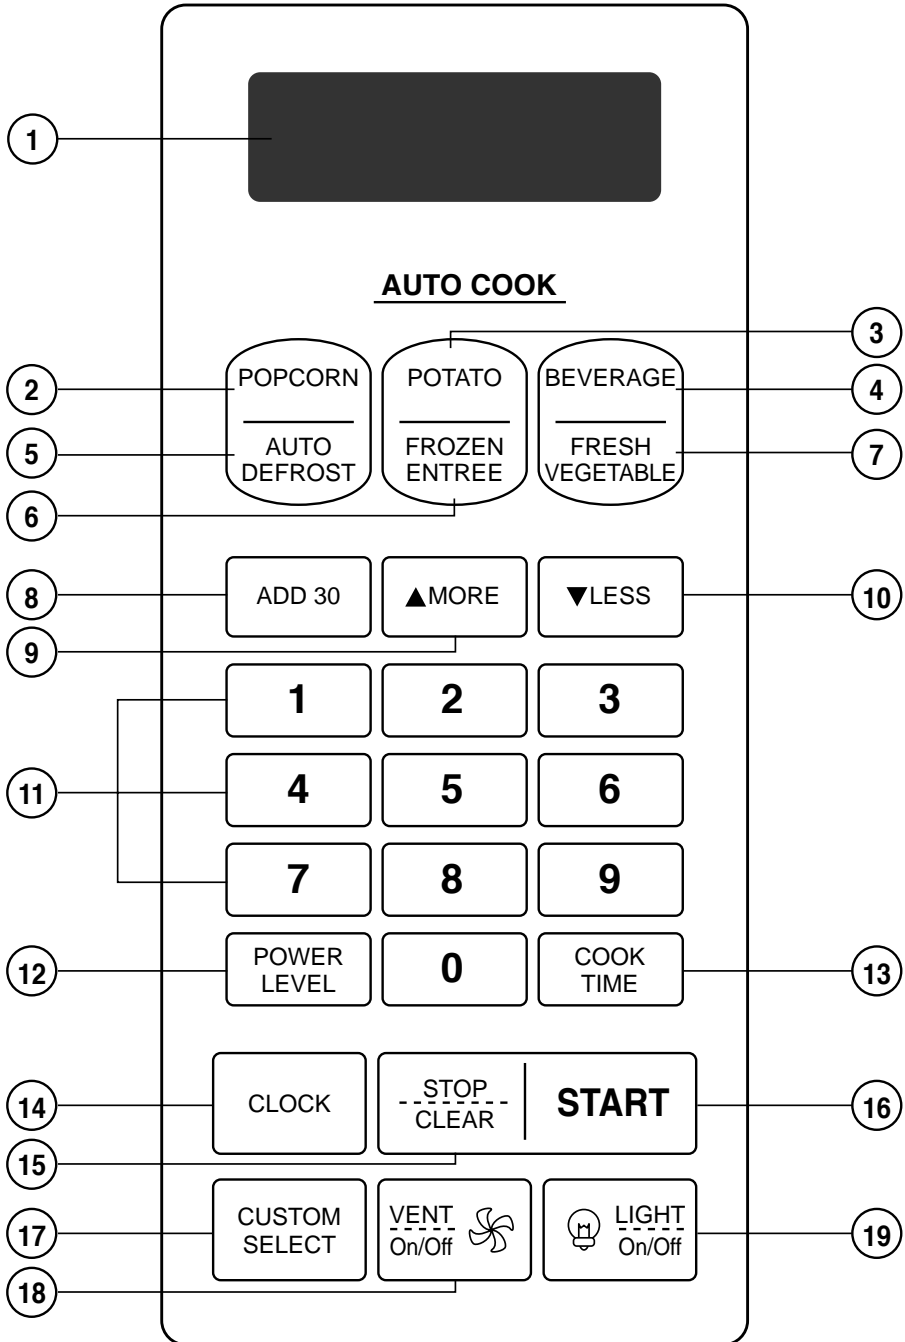 1
AUTO COOK
3
2
POPCORN
POTATO
BEVERAGE
4
5
AUTO
DEFROST
FROZEN
ENTREE
FRESH
VEGETABLE
7
6
8
ADD 30
▲MORE
▼LESS
10
9
1
2
3
11
4
5
6
7
8
9
12
POWER
LEVEL
0
COOK
TIME
13
14
CLOCK
STOP
CLEAR
START
16
15
17
CUSTOM
SELECT
VENT
On/Off
LIGHT
On/Off
19
18